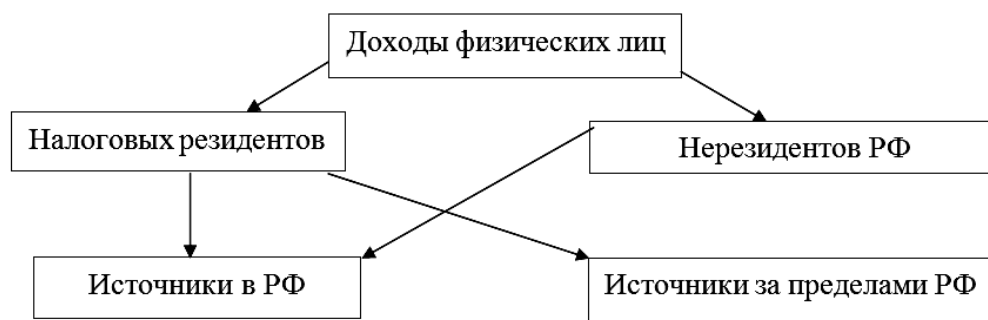 Доходы физических лиц
Налоговых резидентов
Нерезидентов РФ
Источники в РФ
Источники за пределами РФ